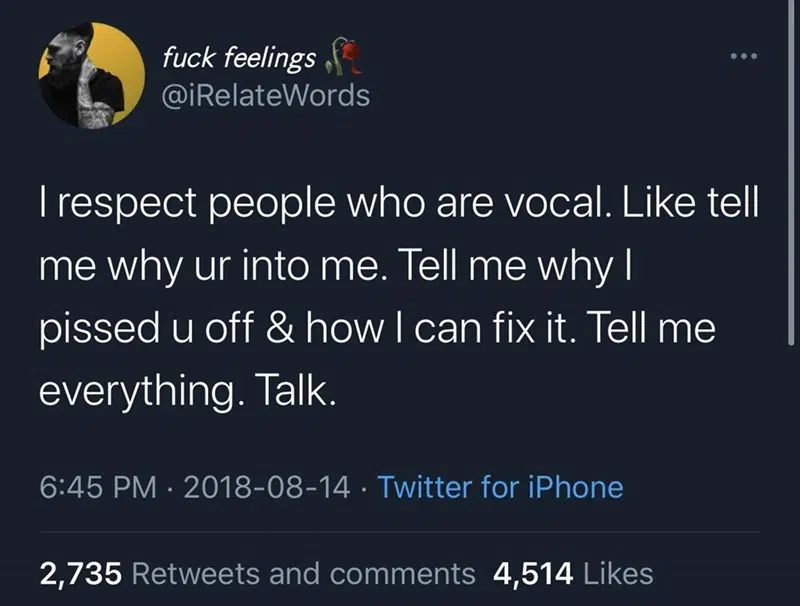 fuck feelings 🥀
@iRelateWords
I respect people who are vocal. Like tell
me why ur into me. Tell me why I
pissed u off & how I can fix it. Tell me
everything. Talk.
6:45 PM · 2018-08-14 · Twitter for iPhone
2,735 Retweets and comments 4,514 Likes